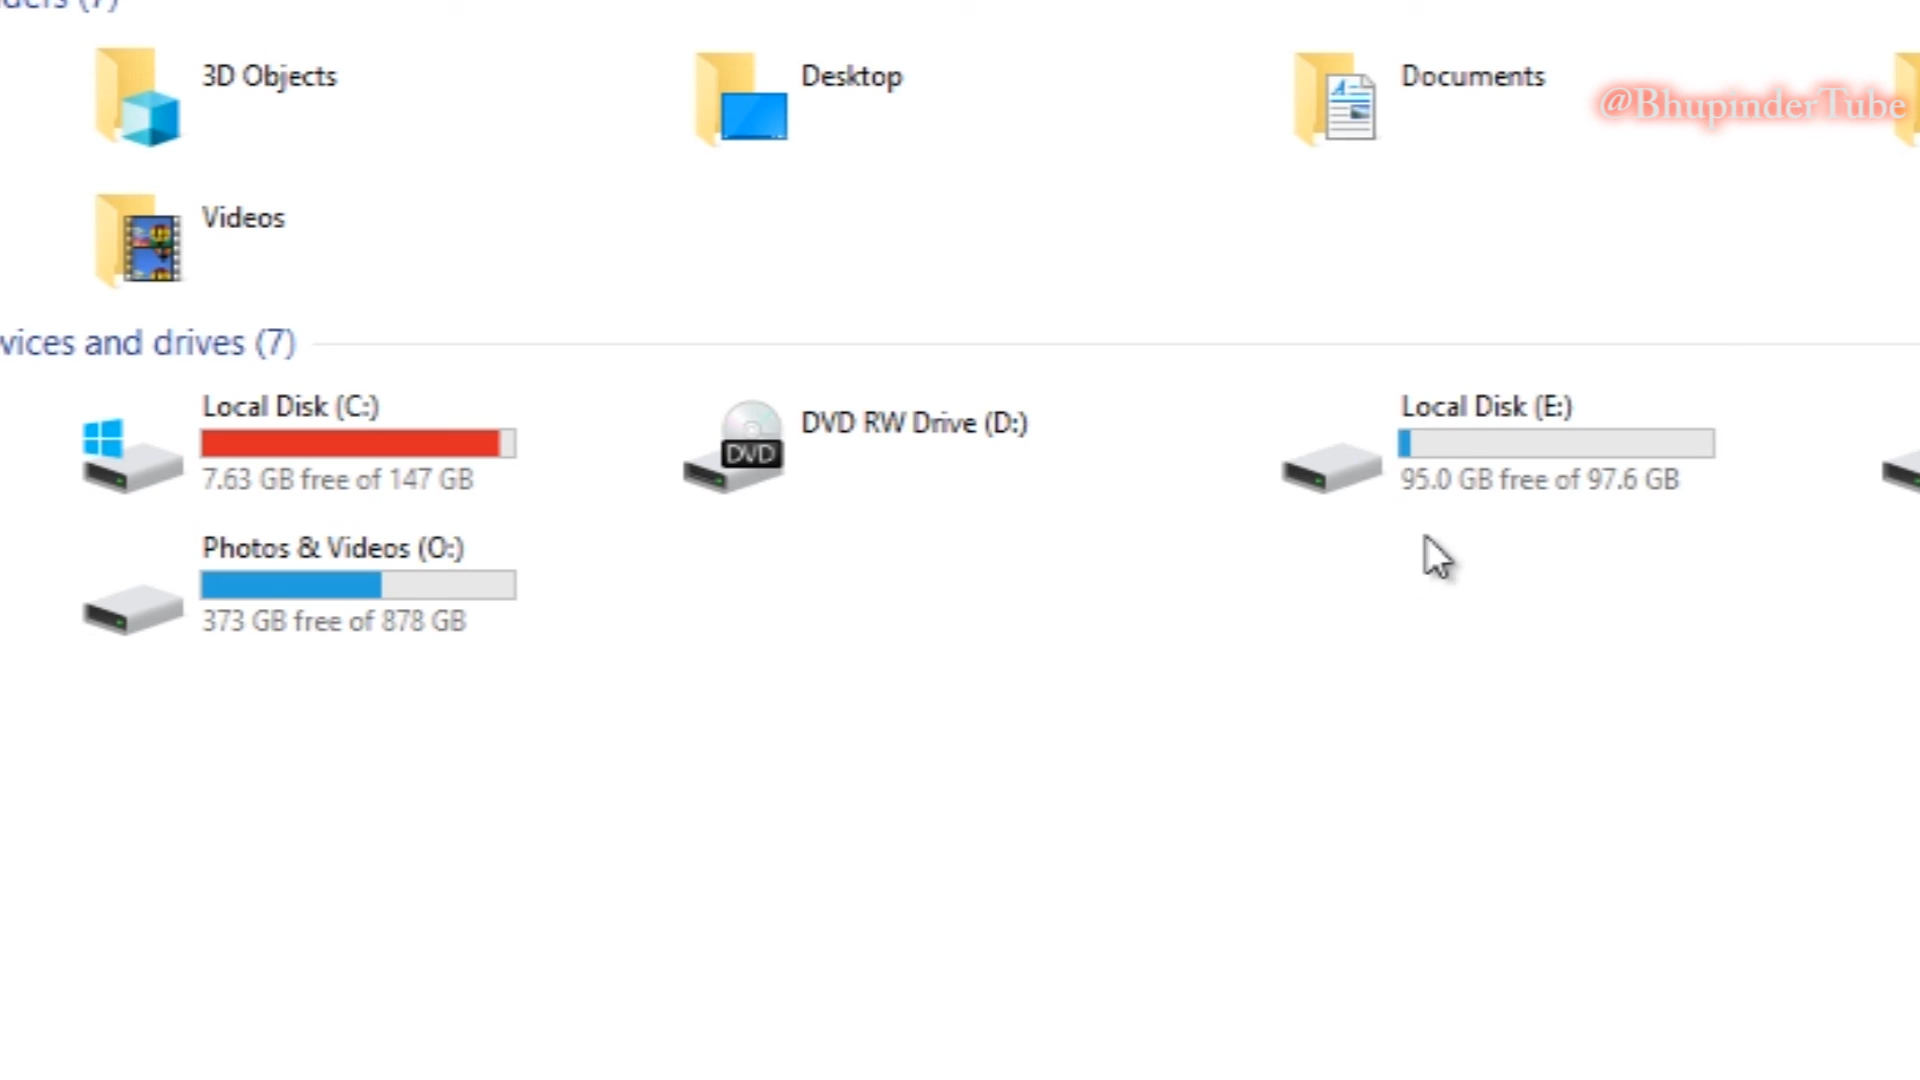 3D Objects
Desktop
Documents
@BhupinderTube
Videos
vices and drives (7)
Local Disk (C:)
7.63 GB free of 147 GB
DVD RW Drive (D:)
DVD
Local Disk (E:)
95.0 GB free of 97.6 GB
Photos & Videos (O:)
373 GB free of 878 GB